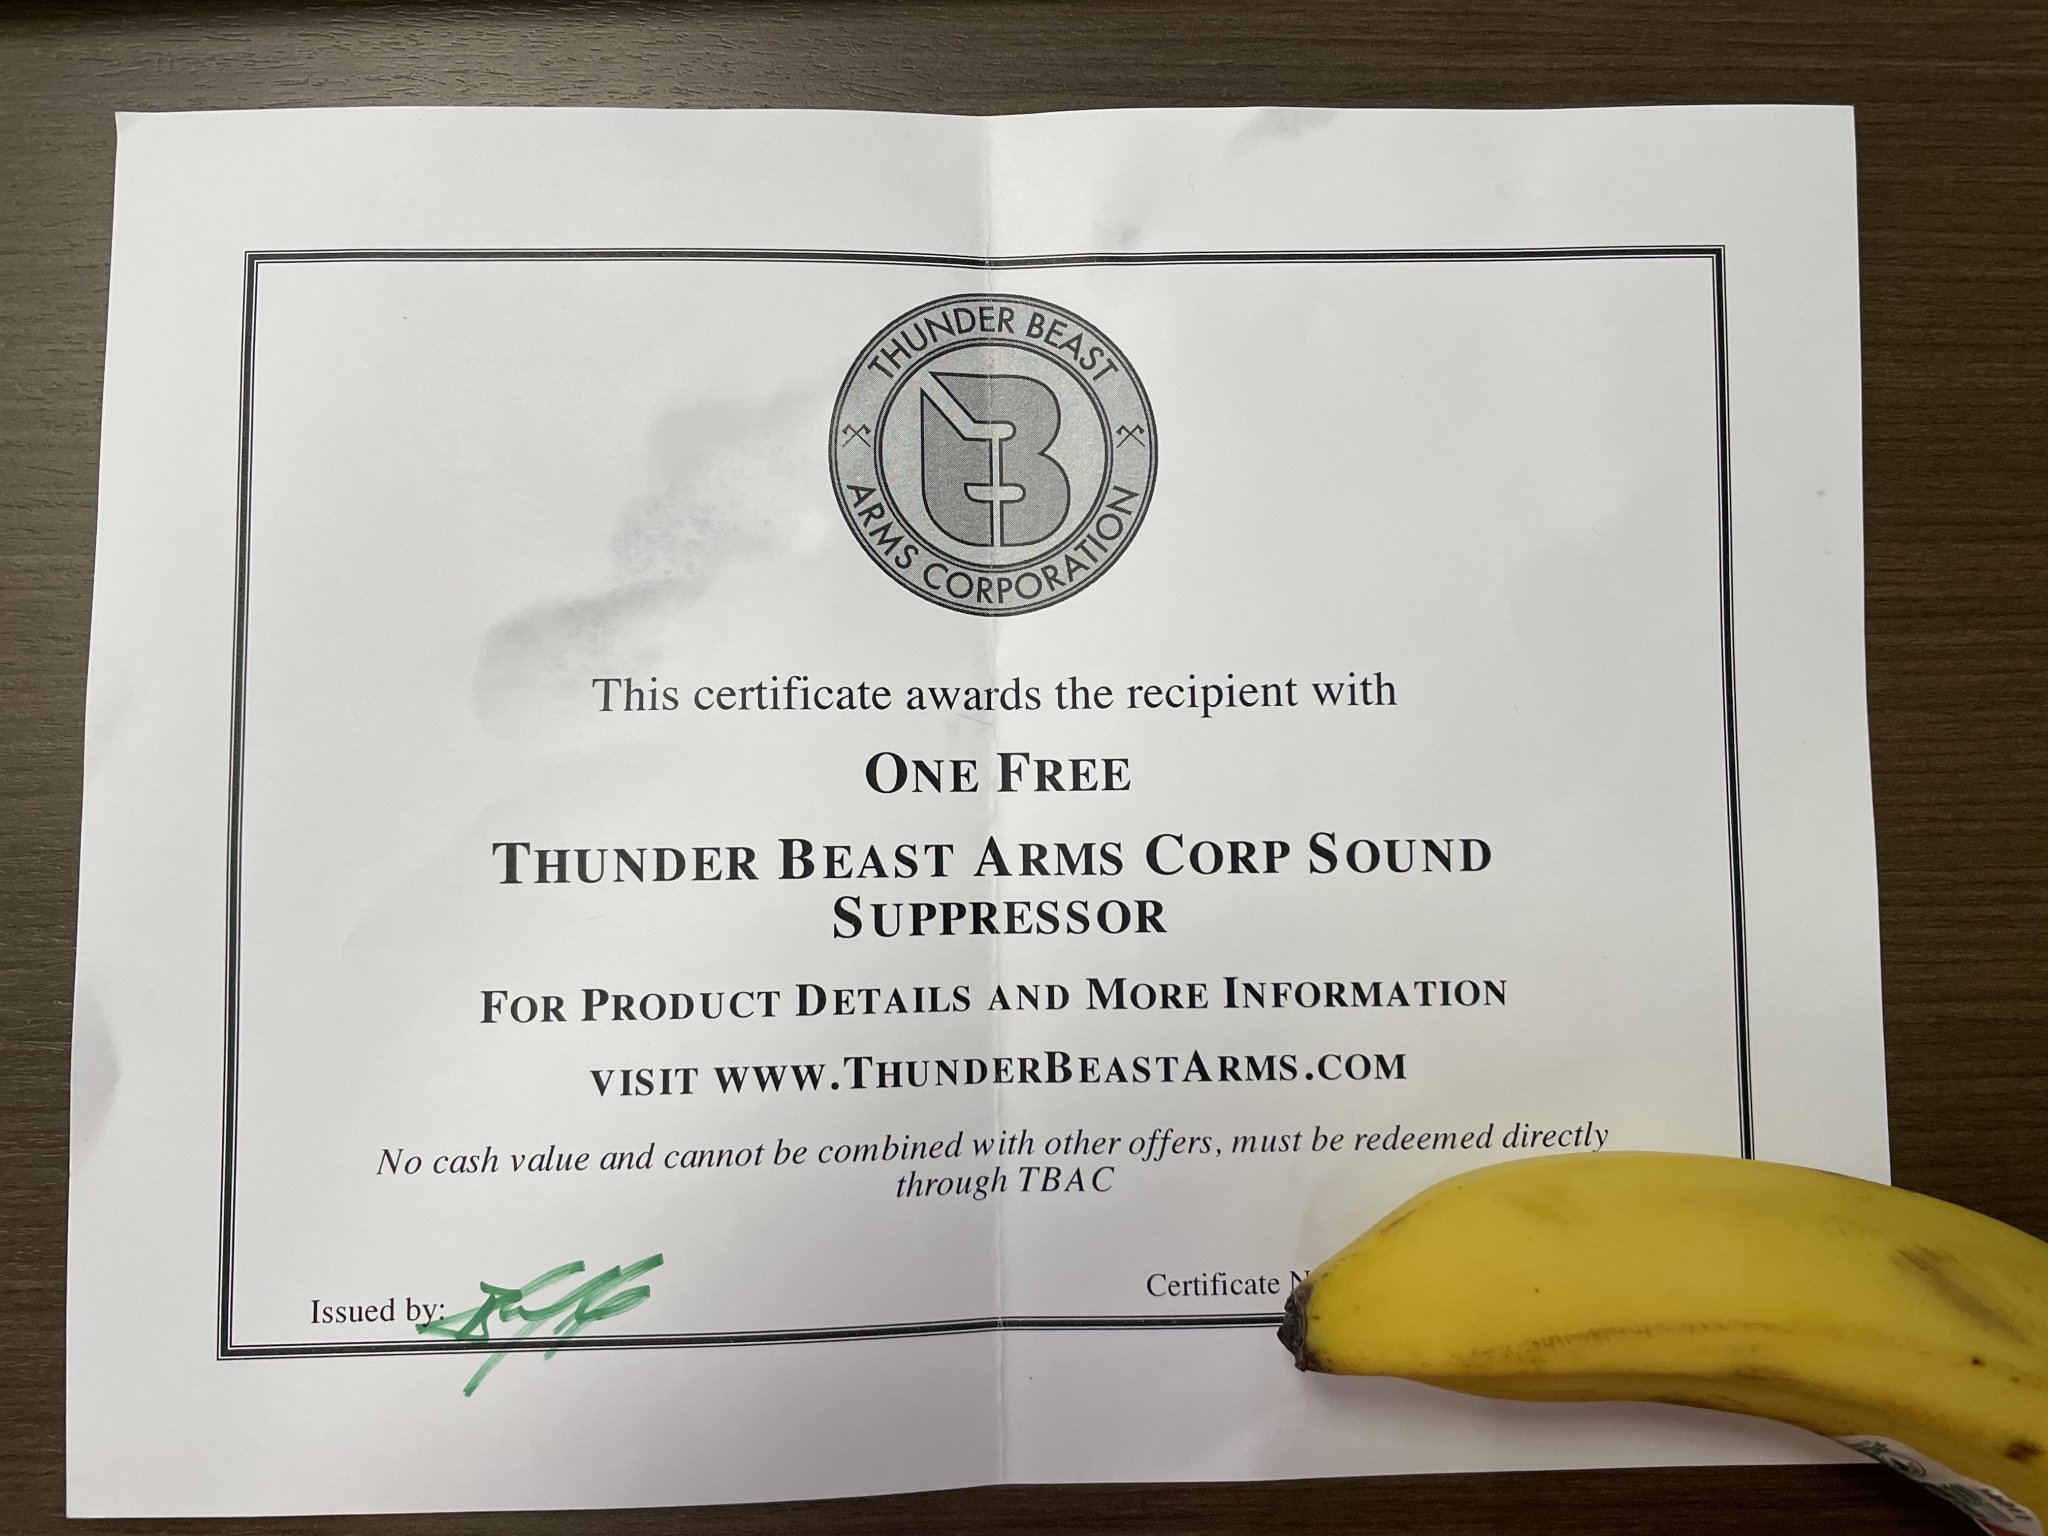 THUNDER BEAST
ARMS CORPORATION
This certificate awards the recipient with
ONE FREE
THUNDER BEAST ARMS CORP SOUND
SUPPRESSOR
FOR PRODUCT DETAILS AND MORE INFORMATION
VISIT WWW.THUNDERBEASTARMS.COM
No cash value and cannot be combined with other offers, must be redeemed directly
through TBAC
Issued by:
Certificate